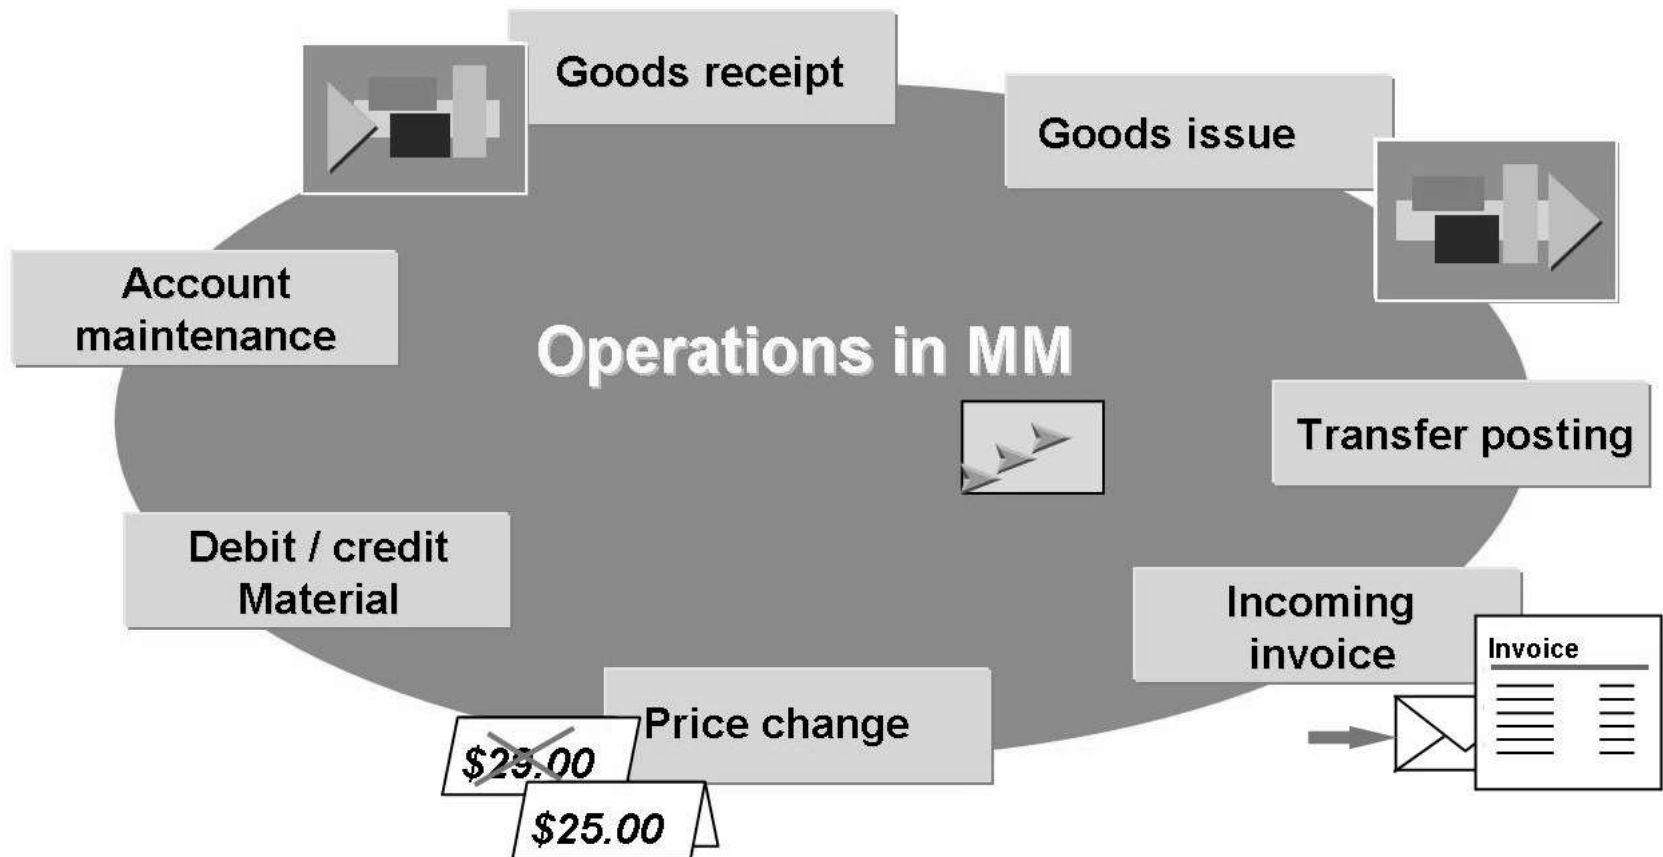 Goods receipt
Goods issue
Account
maintenance
Operations in MM
Transfer posting
Debit / credit
Material
Incoming
invoice
Invoice
Price change
$29.00
$25.00